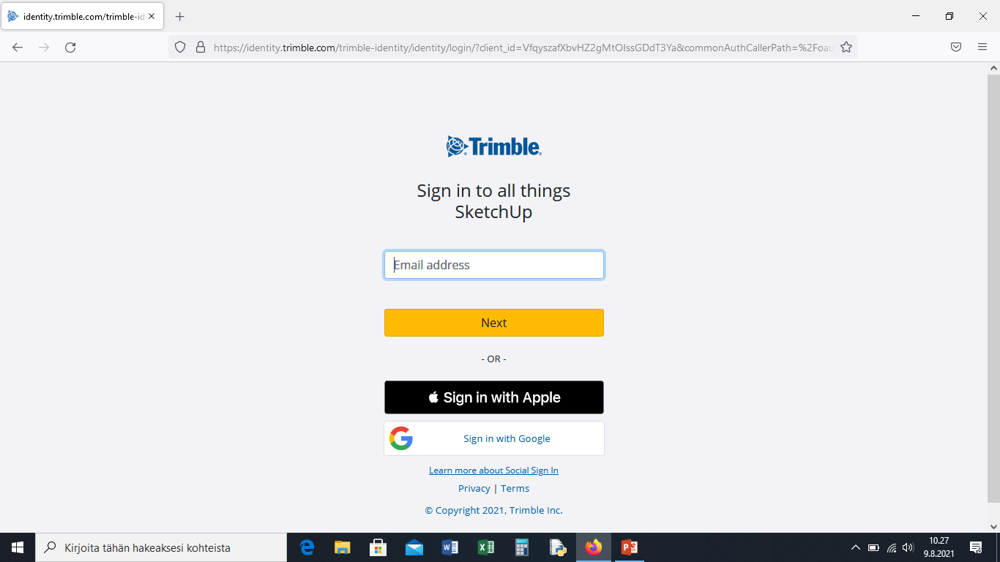 identity.trimble.com/trimble-id
https://identity.trimble.com/trimble-identity/identity/login/?client_id=VfqyszafXbvHZ2gMtOIssGDdT3Ya&commonAuthCallerPath=%2Foau
Trimble
Sign in to all things
SketchUp
Email address
Next
- OR -
Sign in with Apple
Sign in with Google
Learn more about Social Sign In
Privacy | Terms
© Copyright 2021, Trimble Inc.
Kirjoita tähän hakeaksesi kohteista
10.27
9.8.2021